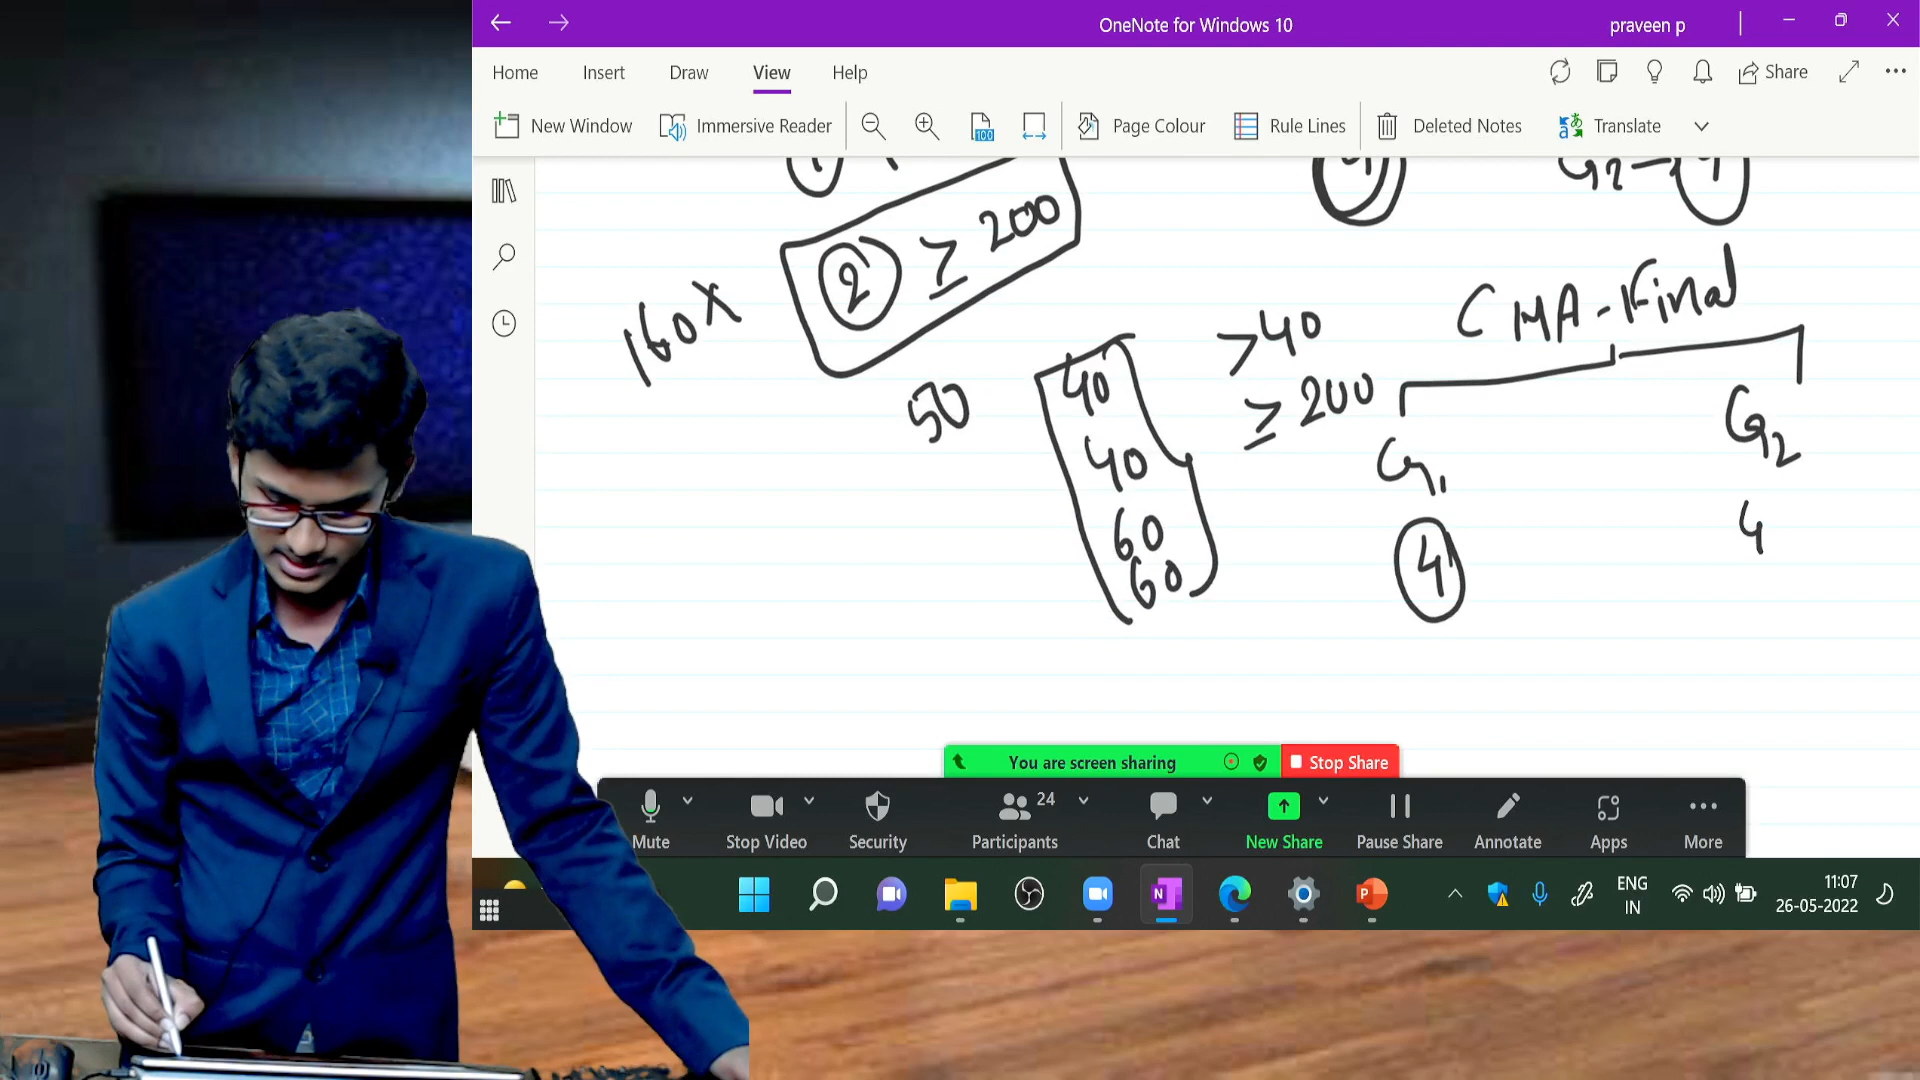 OneNote for Windows 10
praveen p
Home Insert Draw View Help
Share
New Window Immersive Reader 100 Page Colour Rule Lines Deleted Notes Translate
② ≥ 200
160X
CMA-Final
>40
≥ 200
50
40
40
60
60
G1
G2
4
4
You are screen sharing
Stop Share
24
Mute Stop Video Security Participants Chat New Share Pause Share Annotate Apps More
ENG
IN
11:07
26-05-2022